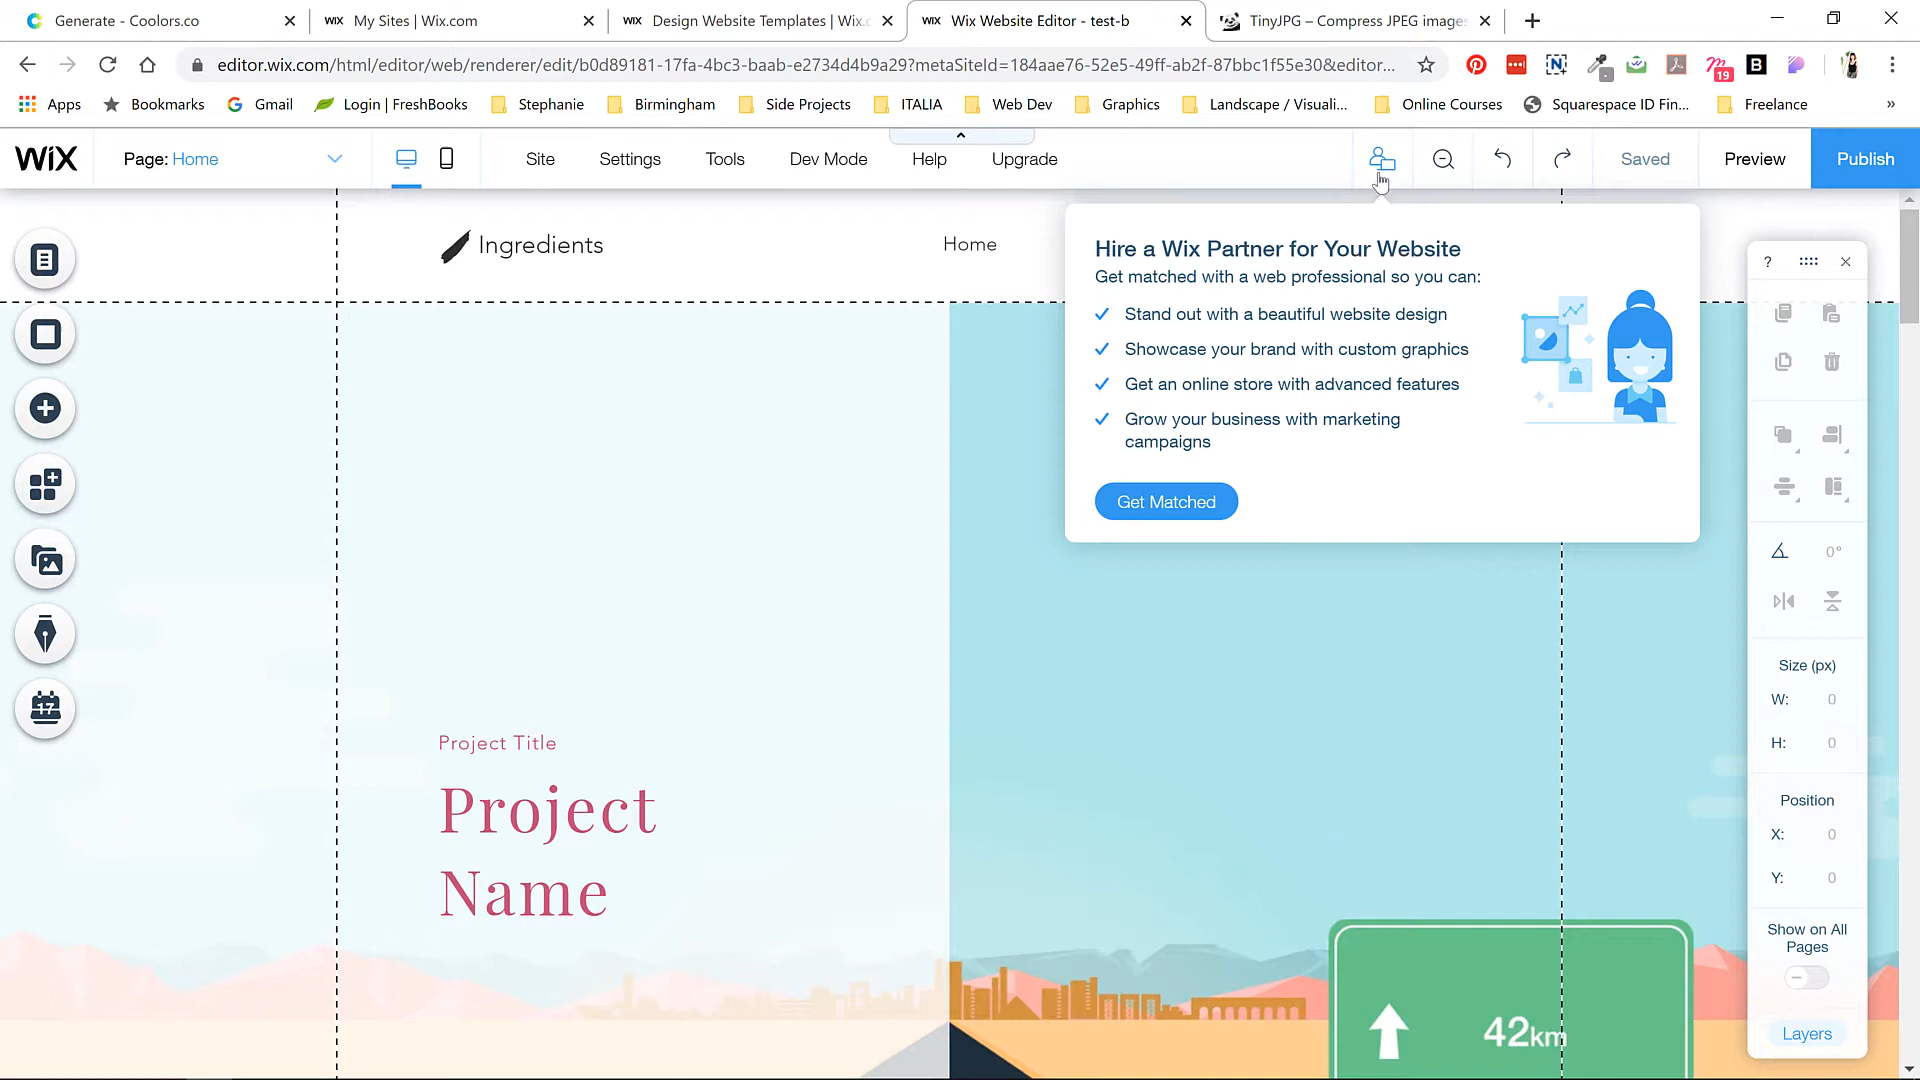 Generate - Coolors.co
WiX My Sites | Wix.com
WiX Design Website Templates | Wix.c
WiX Wix Website Editor - test-b
TinyJPG – Compress JPEG images
editor.wix.com/html/editor/web/renderer/edit/b0d89181-17fa-4bc3-baab-e2734d4b9a29?metaSiteId=184aae76-52e5-49ff-ab2f-87bbc1f55e30&editor...
19
B
Apps
Bookmarks
Gmail
Login | FreshBooks
Stephanie
Birmingham
Side Projects
ITALIA
Web Dev
Graphics
Landscape / Visuali...
Online Courses
Squarespace ID Fin...
Freelance
»
WiX
Page: Home
Site
Settings
Tools
Dev Mode
Help
Upgrade
Saved
Preview
Publish
Ingredients
Home
Hire a Wix Partner for Your Website
Get matched with a web professional so you can:
Stand out with a beautiful website design
Showcase your brand with custom graphics
Get an online store with advanced features
Grow your business with marketing
campaigns
Get Matched
?
17
0°
Size (px)
W: 0
H: 0
Position
X: 0
Y: 0
Show on All
Pages
Layers
Project Title
Project
Name
42km